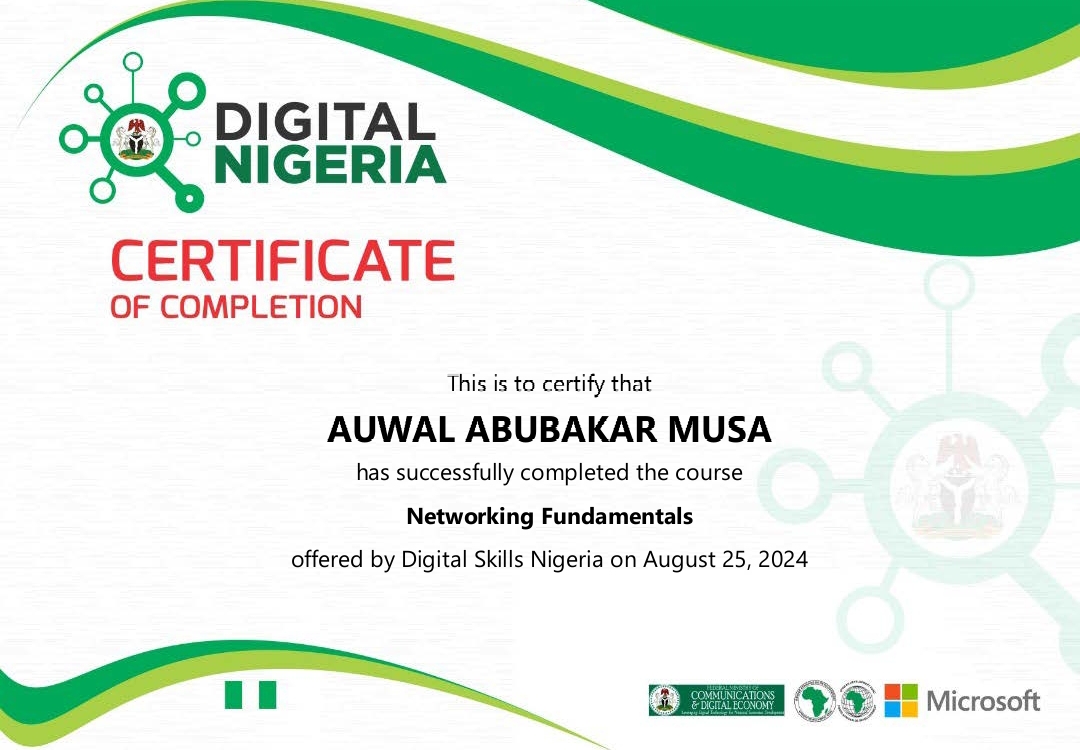 DIGITAL
NIGERIA
CERTIFICATE
OF COMPLETION
This is to certify that
AUWAL ABUBAKAR MUSA
has successfully completed the course
Networking Fundamentals
offered by Digital Skills Nigeria on August 25, 2024
FEDERAL MINISTRY OF
COMMUNICATIONS
& DIGITAL ECONOMY
Microsoft